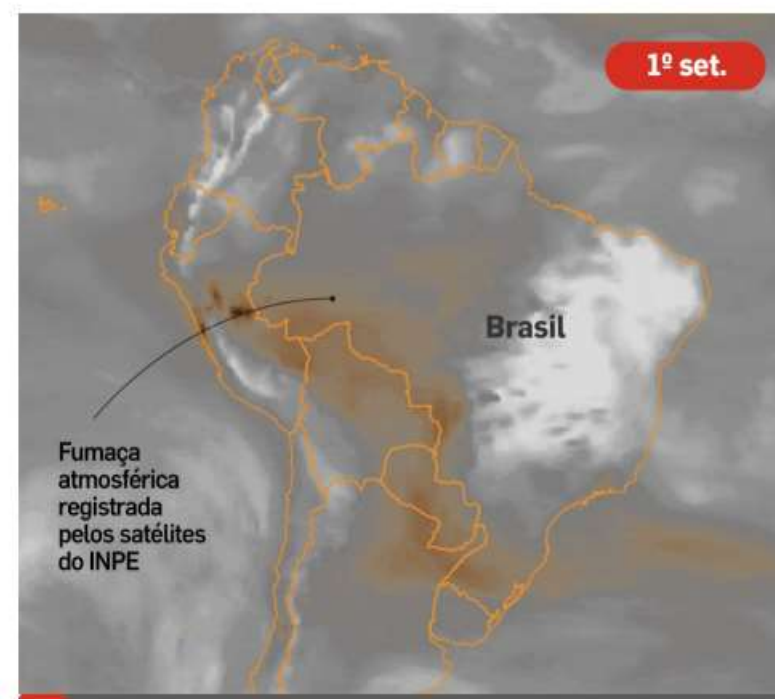 1º set.
Brasil
Fumaça
atmosférica
registrada
pelos satélites
do INPE